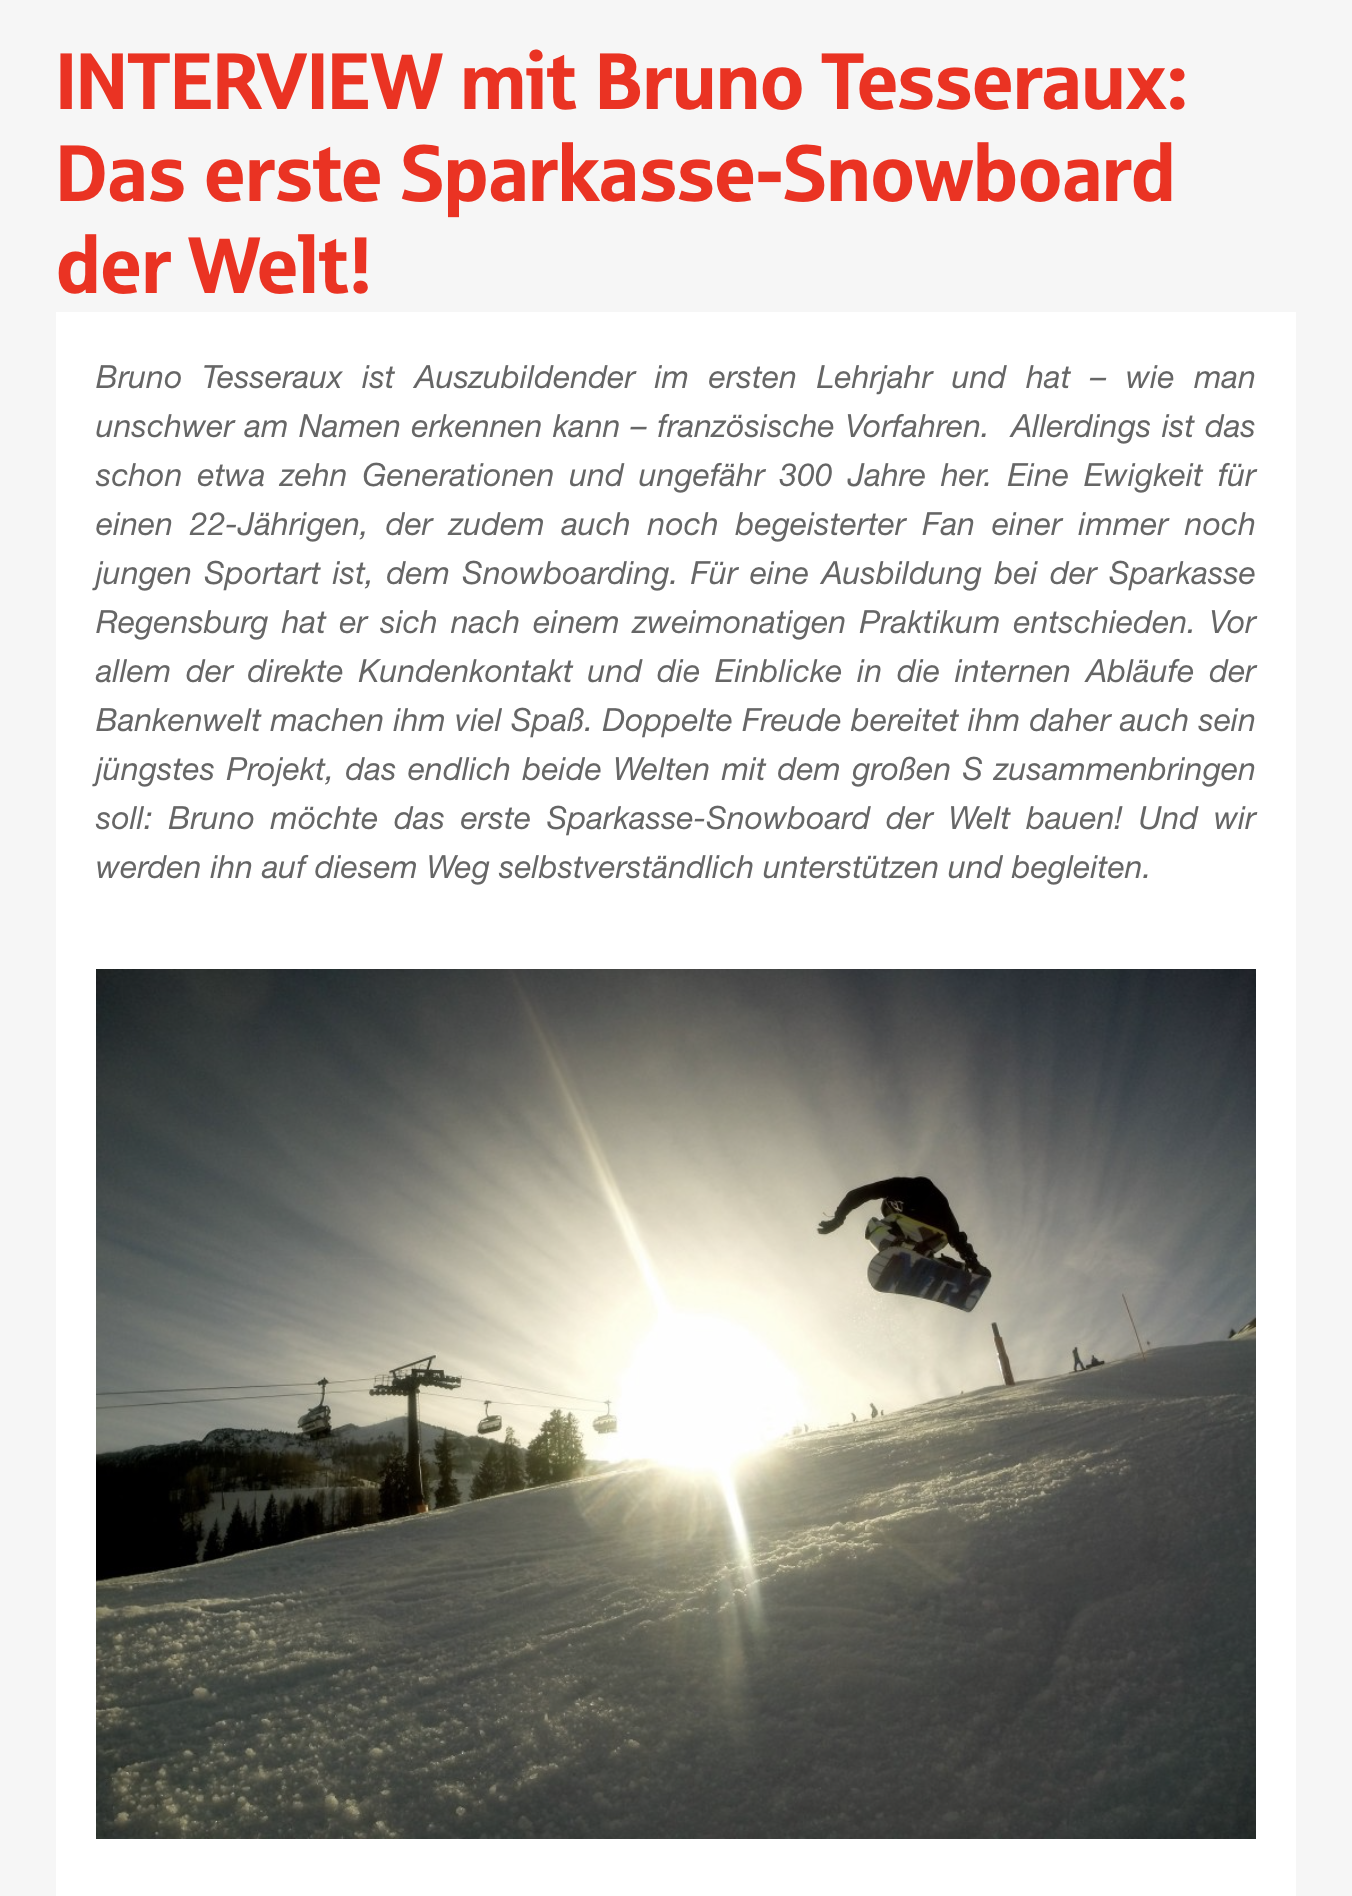 INTERVIEW mit Bruno Tesseraux:
Das erste Sparkasse-Snowboard
der Welt!
Bruno Tesseraux ist Auszubildender im ersten Lehrjahr und hat – wie man
unschwer am Namen erkennen kann – französische Vorfahren.  Allerdings ist das
schon etwa zehn Generationen und ungefähr 300 Jahre her. Eine Ewigkeit für
einen 22-Jährigen, der zudem auch noch begeisterter Fan einer immer noch
jungen Sportart ist, dem Snowboarding. Für eine Ausbildung bei der Sparkasse
Regensburg hat er sich nach einem zweimonatigen Praktikum entschieden. Vor
allem der direkte Kundenkontakt und die Einblicke in die internen Abläufe der
Bankenwelt machen ihm viel Spaß. Doppelte Freude bereitet ihm daher auch sein
jüngstes Projekt, das endlich beide Welten mit dem großen S zusammenbringen
soll: Bruno möchte das erste Sparkasse-Snowboard der Welt bauen! Und wir
werden ihn auf diesem Weg selbstverständlich unterstützen und begleiten.